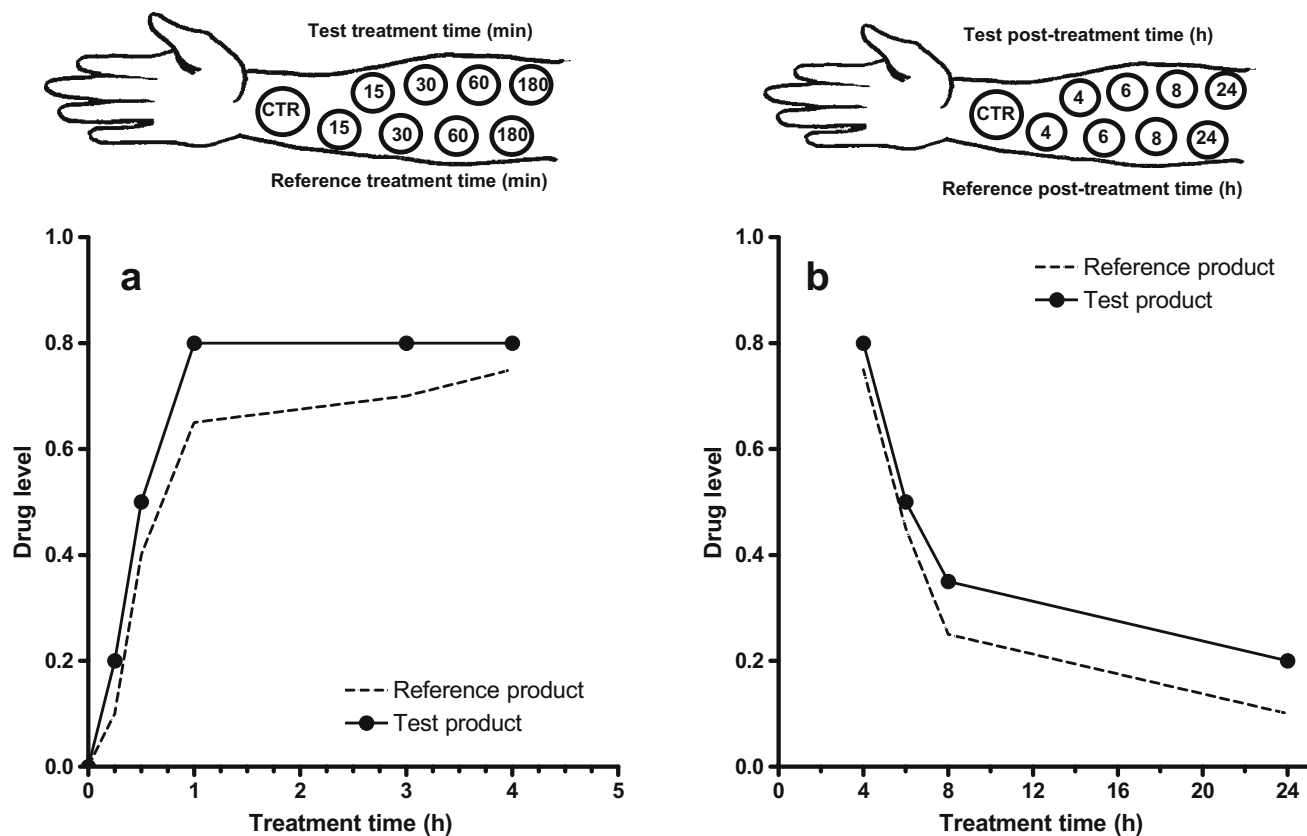 Test treatment time (min)
CTR 15 30 60 180
15 30 60 180
Reference treatment time (min)
Test post-treatment time (h)
CTR 4 6 8 24
4 6 8 24
Reference post-treatment time (h)
a
1.0
0.8
0.6
0.4
0.2
0.0
Drug level
0 1 2 3 4 5
Treatment time (h)
Reference product
Test product
b
Reference product
Test product
1.0
0.8
0.6
0.4
0.2
0.0
Drug level
0 4 8 12 16 20 24
Treatment time (h)